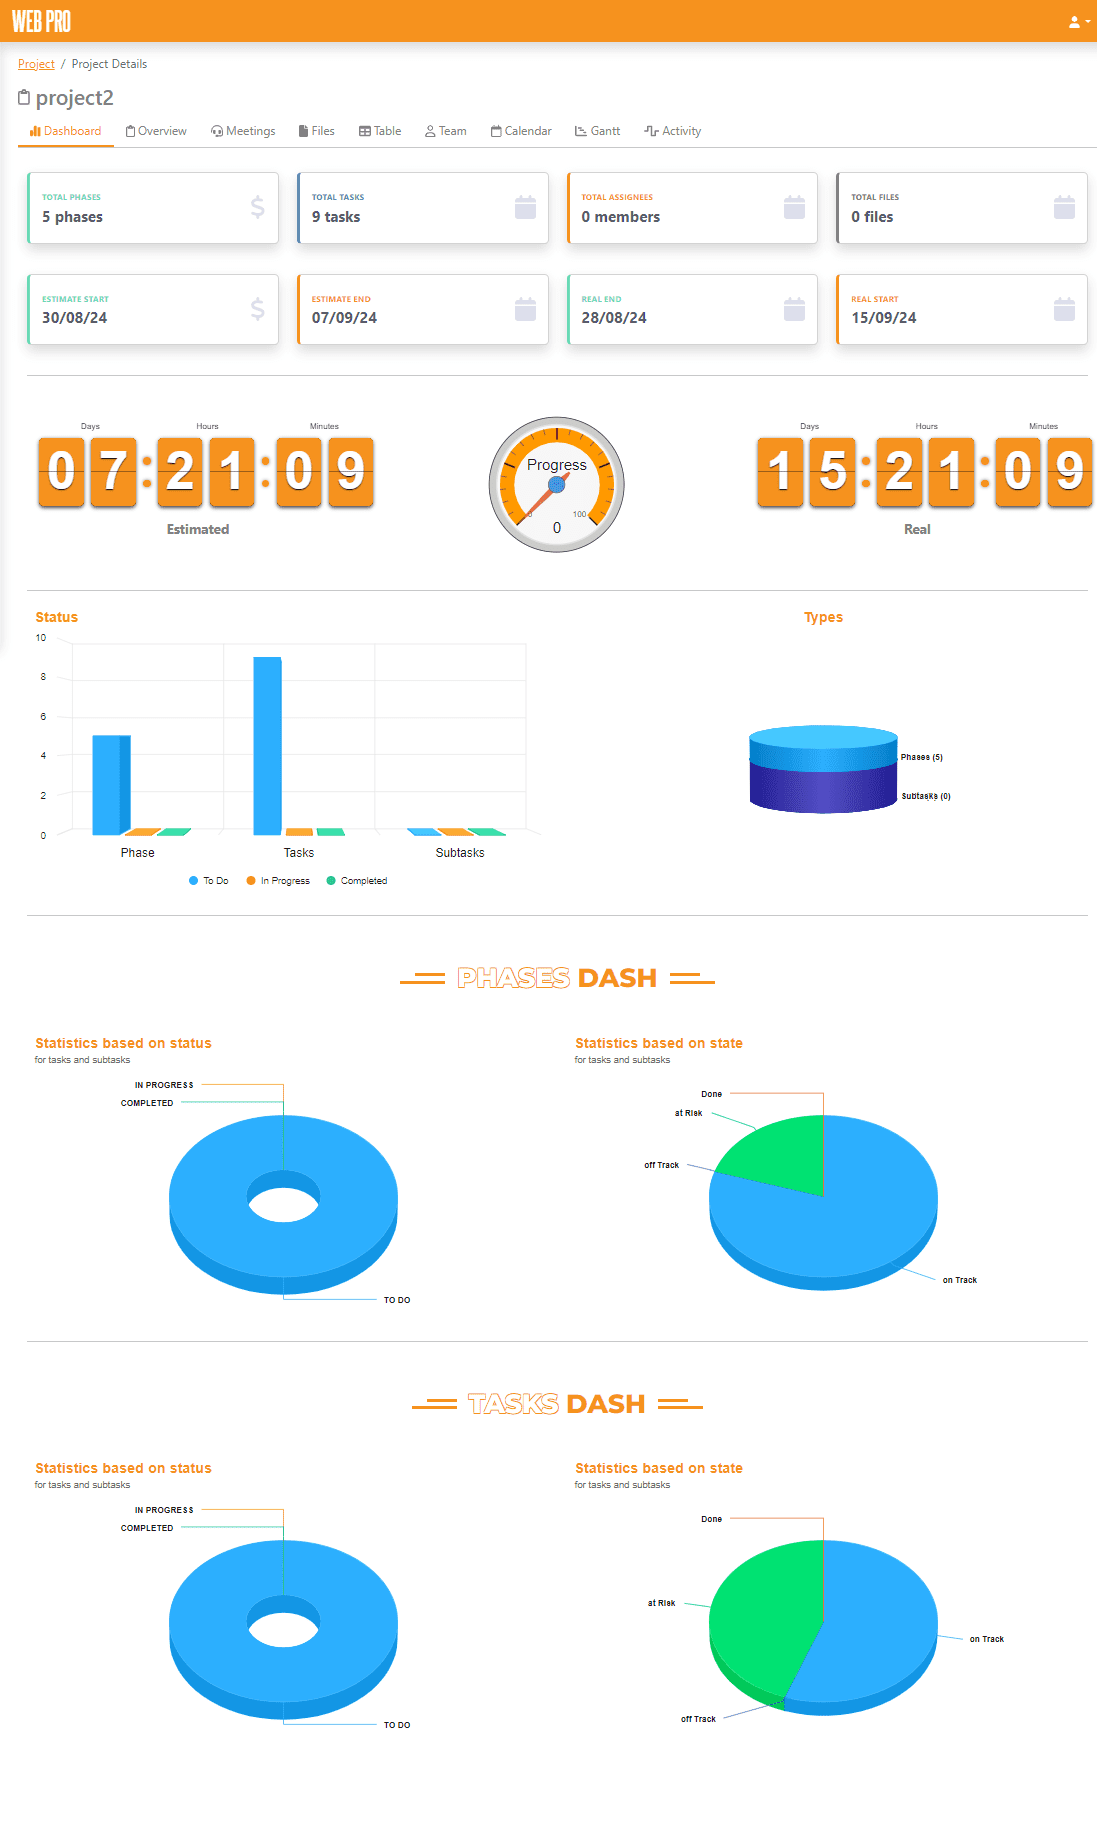 WEB PRO
Project / Project Details
project2
Dashboard Overview Meetings Files Table Team Calendar Gantt Activity
TOTAL PHASES
5 phases
TOTAL TASKS
9 tasks
TOTAL ASSIGNEES
0 members
TOTAL FILES
0 files
ESTIMATE START
30/08/24
ESTIMATE END
07/09/24
REAL END
28/08/24
REAL START
15/09/24
Days Hours Minutes
07:21:09
Estimated
Progress
0 100
0
Days Hours Minutes
15:21:09
Real
Status
10
8
6
4
2
0
Phase Tasks Subtasks
To Do In Progress Completed
Types
Phases (5)
Subtasks (0)
PHASES DASH
Statistics based on status
for tasks and subtasks
IN PROGRESS
COMPLETED
TO DO
Statistics based on state
for tasks and subtasks
Done
at Risk
off Track
on Track
TASKS DASH
Statistics based on status
for tasks and subtasks
IN PROGRESS
COMPLETED
TO DO
Statistics based on state
for tasks and subtasks
Done
at Risk
on Track
off Track